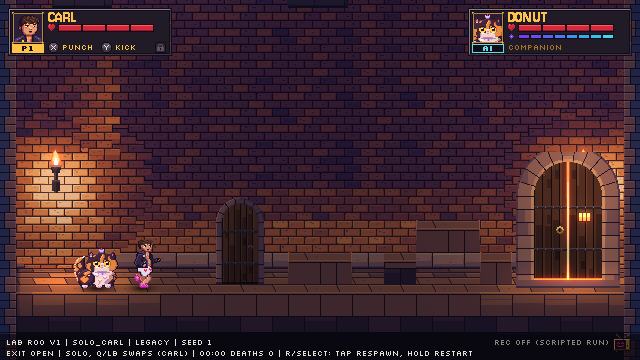 CARL
P1
X PUNCH Y KICK
DONUT
AI
COMPANION
LAB R00 V1 | SOLO_CARL | LEGACY | SEED 1
REC OFF (SCRIPTED RUN)
EXIT OPEN | SOLO, Q/LB SWAPS (CARL) | 00:00 DEATHS 0 | R/SELECT: TAP RESPAWN, HOLD RESTART